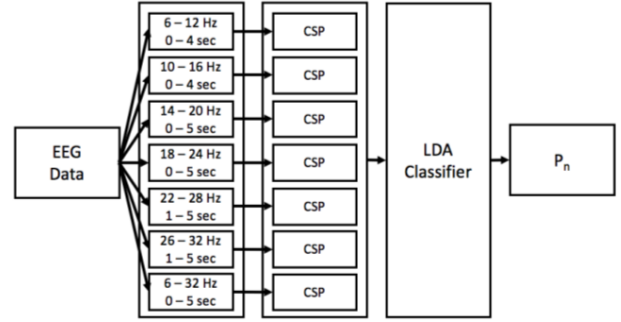 EEG
Data
6 – 12 Hz
0 – 4 sec
10 – 16 Hz
0 – 4 sec
14 – 20 Hz
0 – 5 sec
18 – 24 Hz
0 – 5 sec
22 – 28 Hz
1 – 5 sec
26 – 32 Hz
1 – 5 sec
6 – 32 Hz
0 – 5 sec
CSP
CSP
CSP
CSP
CSP
CSP
CSP
LDA
Classifier
Pn